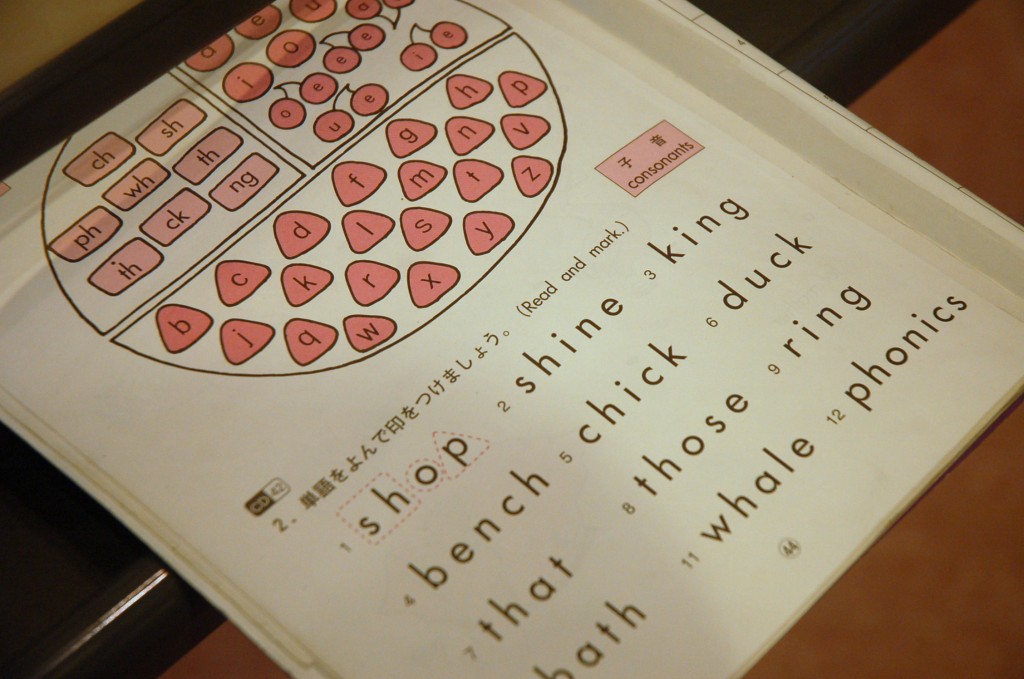 a e u a
i o e e i e
o e
u e
ch sh
wh th
ph ck ng
th
h p
g n v
f m t z
d l s y
c k r x
b j q w
子音
consonants
CD 42
2. 単語をよんで印をつけましょう。(Read and mark.)
1 shop 2 shine 3 king
4 bench 5 chick 6 duck
7 that 8 those 9 ring
bath 11 whale 12 phonics
44